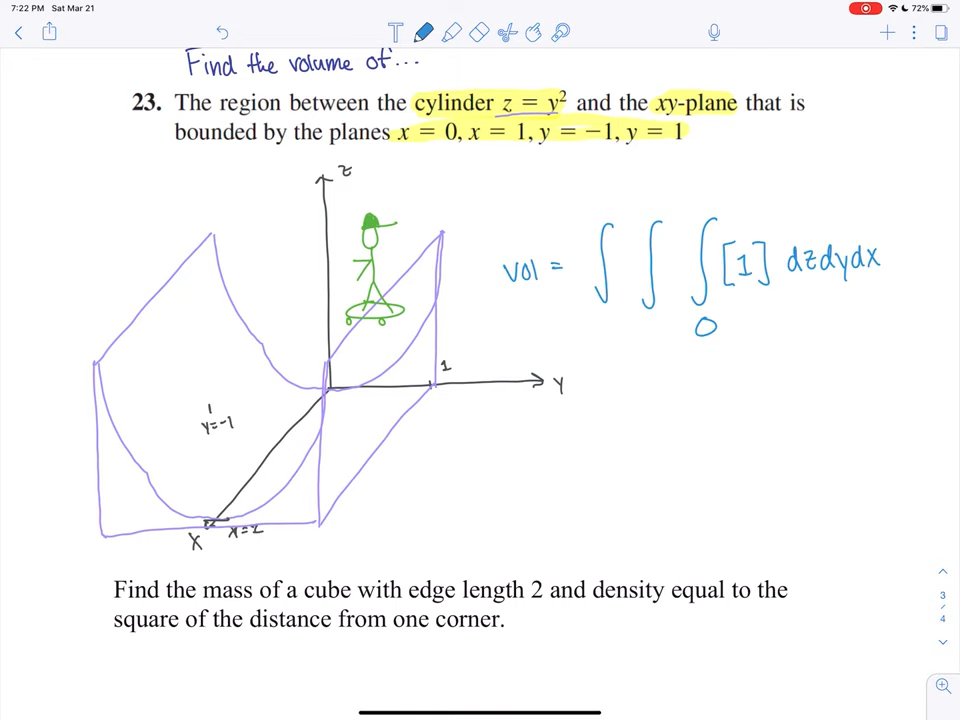 7:22 PM Sat Mar 21
72%
T
Find the volume of...
23. The region between the cylinder z = y² and the xy-plane that is
bounded by the planes x = 0, x = 1, y = −1, y = 1
z
vol = ∫ ∫ ∫ [1] dzdydx
0
1
y
y=-1
x
Find the mass of a cube with edge length 2 and density equal to the
square of the distance from one corner.
3
/
4